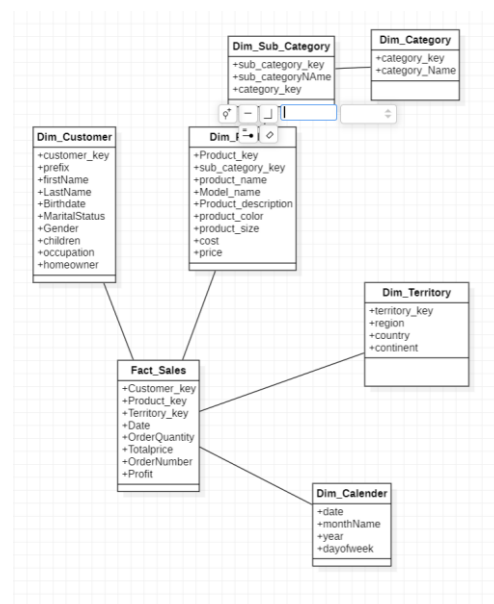 Dim_Sub_Category
+sub_category_key
+sub_categoryNAme
+category_key
Dim_Category
+category_key
+category_Name
Dim_Customer
+customer_key
+prefix
+firstName
+LastName
+Birthdate
+MaritalStatus
+Gender
+children
+occupation
+homeowner
+Product_key
+sub_category_key
+product_name
+Model_name
+Product_description
+product_color
+product_size
+cost
+price
Dim_Territory
+territory_key
+region
+country
+continent
Fact_Sales
+Customer_key
+Product_key
+Territory_key
+Date
+OrderQuantity
+Totalprice
+OrderNumber
+Profit
Dim_Calender
+date
+monthName
+year
+dayofweek